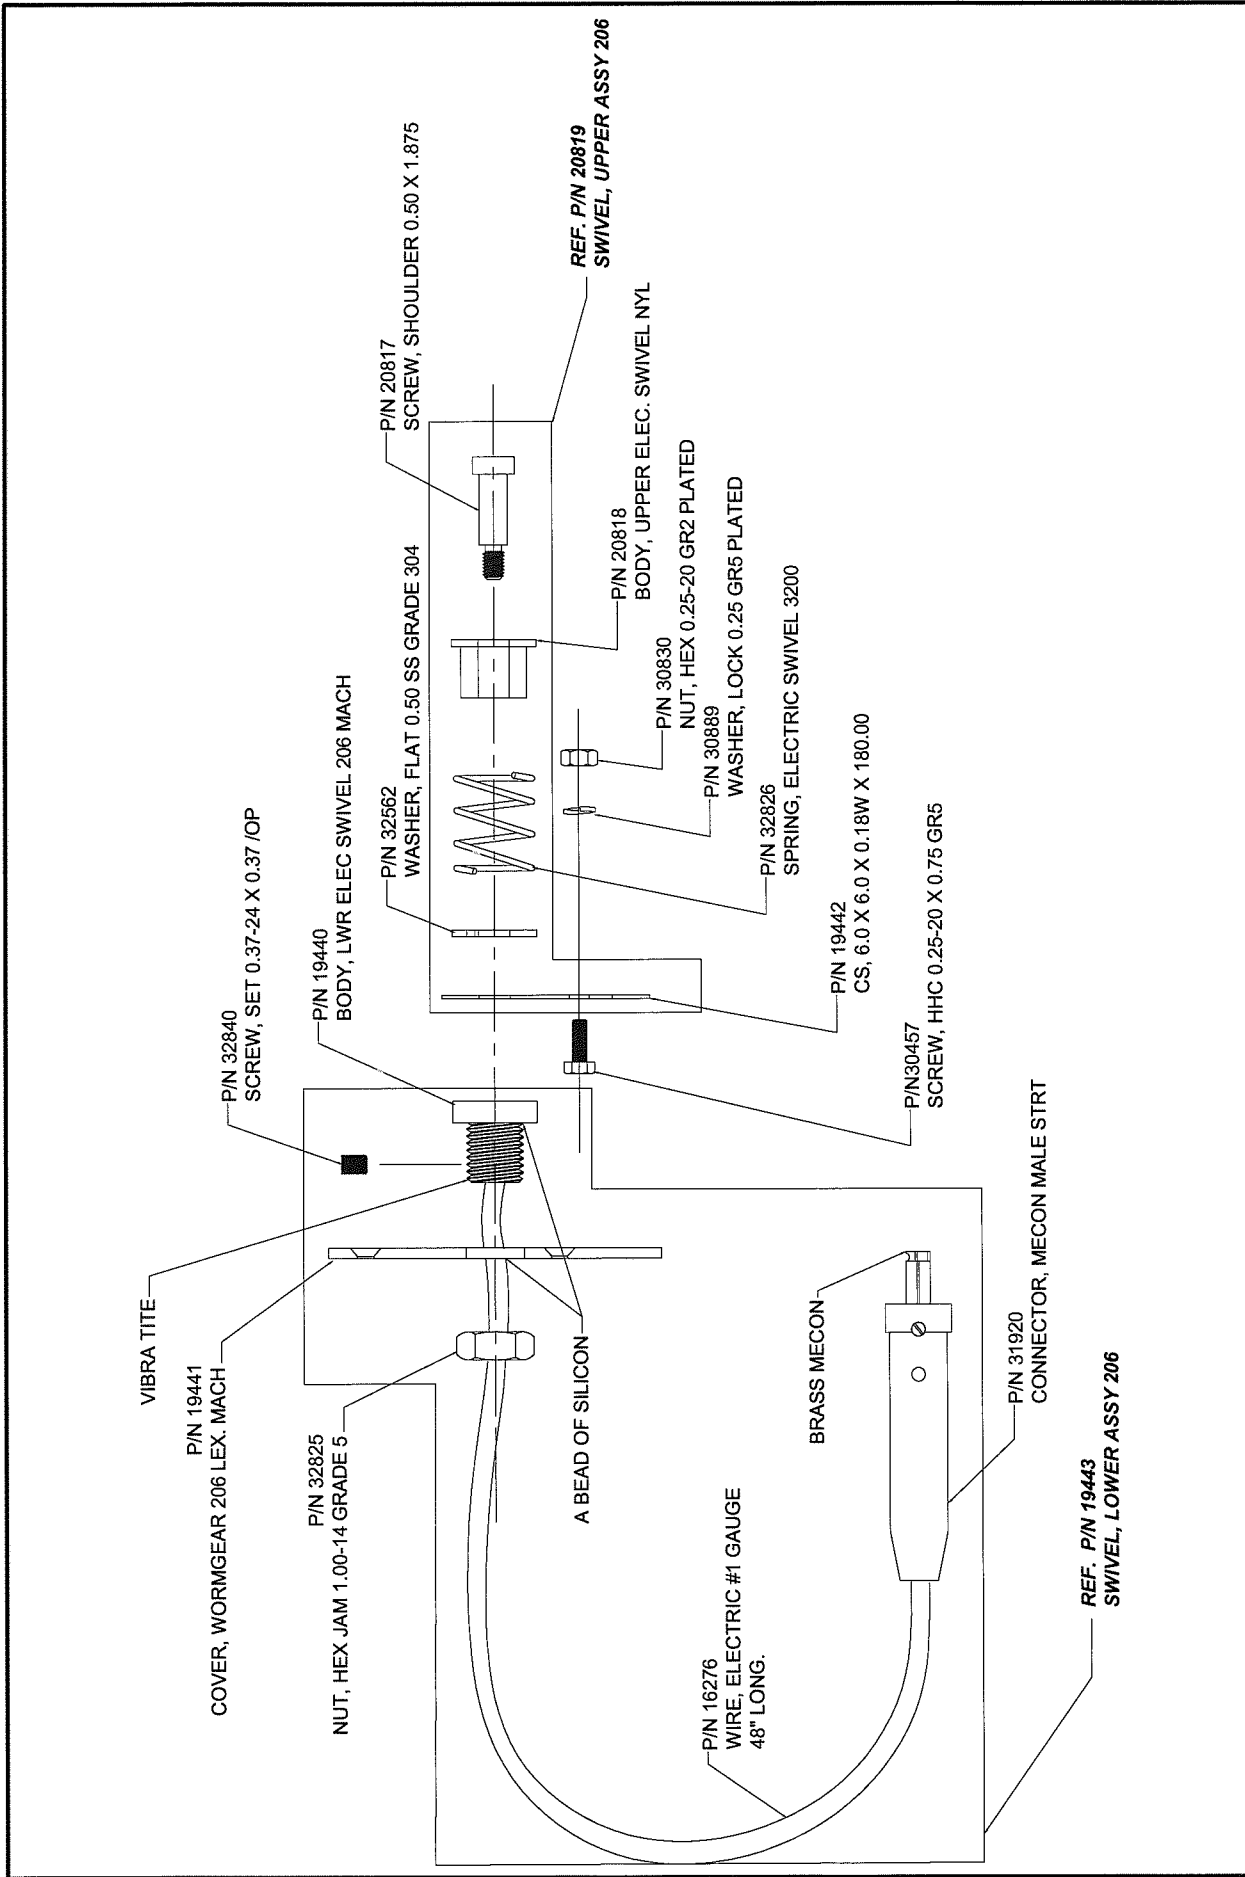 VIBRA TITE
P/N 19441
COVER, WORMGEAR 206 LEX. MACH
P/N 32825
NUT, HEX JAM 1.00-14 GRADE 5
P/N 32840
SCREW, SET 0.37-24 X 0.37 /OP
P/N 19440
BODY, LWR ELEC SWIVEL 206 MACH
P/N 32562
WASHER, FLAT 0.50 SS GRADE 304
P/N 20817
SCREW, SHOULDER 0.50 X 1.875
REF. P/N 20819
SWIVEL, UPPER ASSY 206
P/N 20818
BODY, UPPER ELEC. SWIVEL NYL
P/N 30830
NUT, HEX 0.25-20 GR2 PLATED
P/N 30889
WASHER, LOCK 0.25 GR5 PLATED
P/N 32826
SPRING, ELECTRIC SWIVEL 3200
P/N 19442
CS, 6.0 X 6.0 X 0.18W X 180.00
P/N30457
SCREW, HHC 0.25-20 X 0.75 GR5
A BEAD OF SILICON
BRASS MECON
P/N 31920
CONNECTOR, MECON MALE STRT
P/N 16276
WIRE, ELECTRIC #1 GAUGE
48" LONG.
REF. P/N 19443
SWIVEL, LOWER ASSY 206